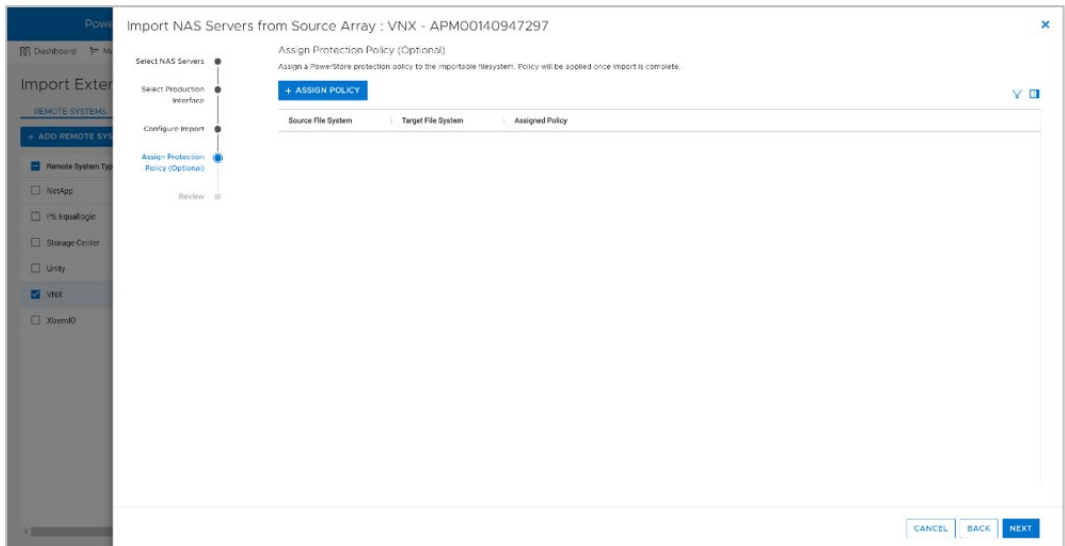 Powe
Import NAS Servers from Source Array : VNX - APM00140947297
Dashboard
Import Exter
REMOTE SYSTEMS
+ ADD REMOTE SYS
Remote System Typ
NetApp
PS Equallogic
Storage Center
Unity
VNX
XtremIO
Select NAS Servers
Select Production
Interface
Configure Import
Assign Protection
Policy (Optional)
Review
Assign Protection Policy (Optional)
Assign a PowerStore protection policy to the importable filesystem. Policy will be applied once import is complete.
+ ASSIGN POLICY
Source File System Target File System Assigned Policy
CANCEL BACK NEXT